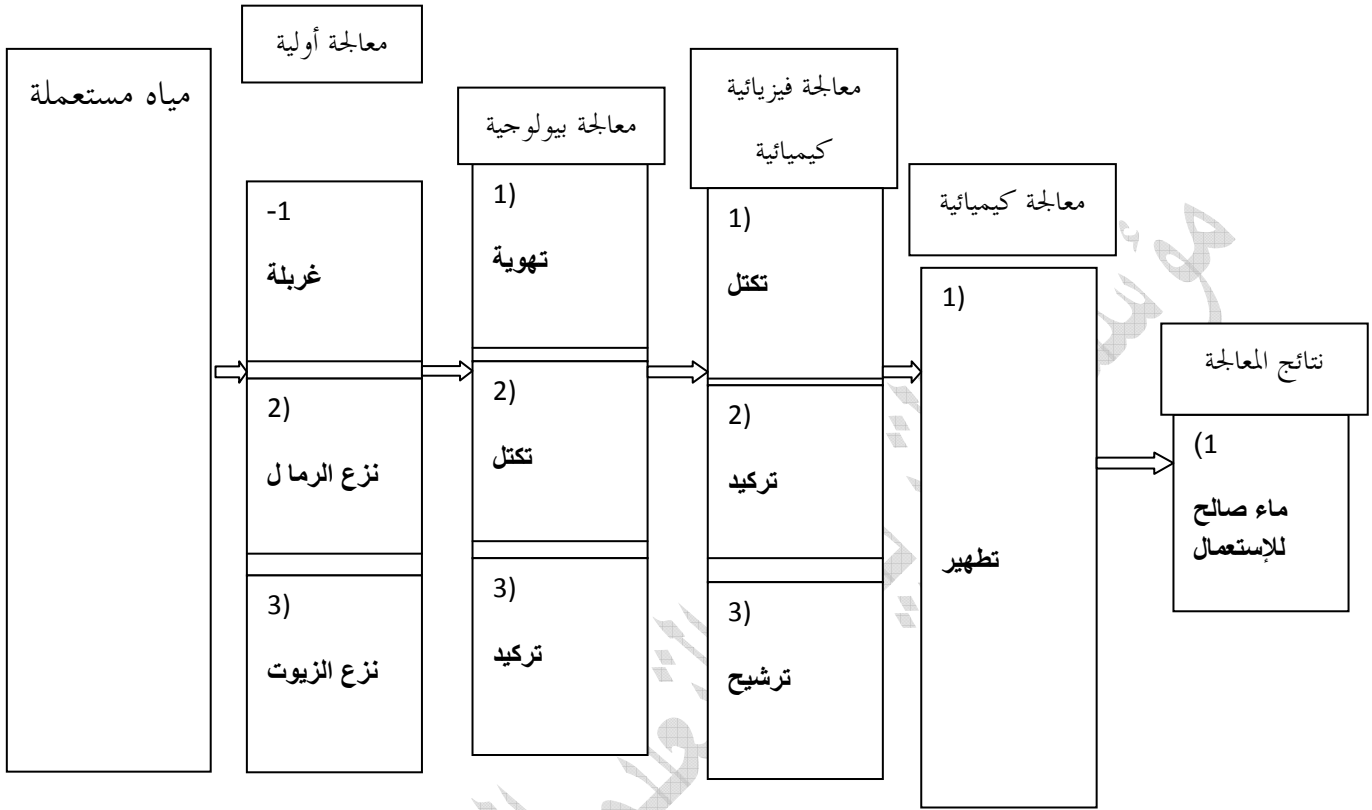 مياه مستعملة
معالجة أولية
-1
غربلة
2)
نزع الرمال
3)
نزع الزيوت
معالجة بيولوجية
1)
تهوية
2)
تكتل
3)
تركيد
معالجة فيزيائية
كيميائية
1)
تكتل
2)
تركيد
3)
ترشيح
معالجة كيميائية
1)
تطهير
نتائج المعالجة
(1
ماء صالح
للإستعمال